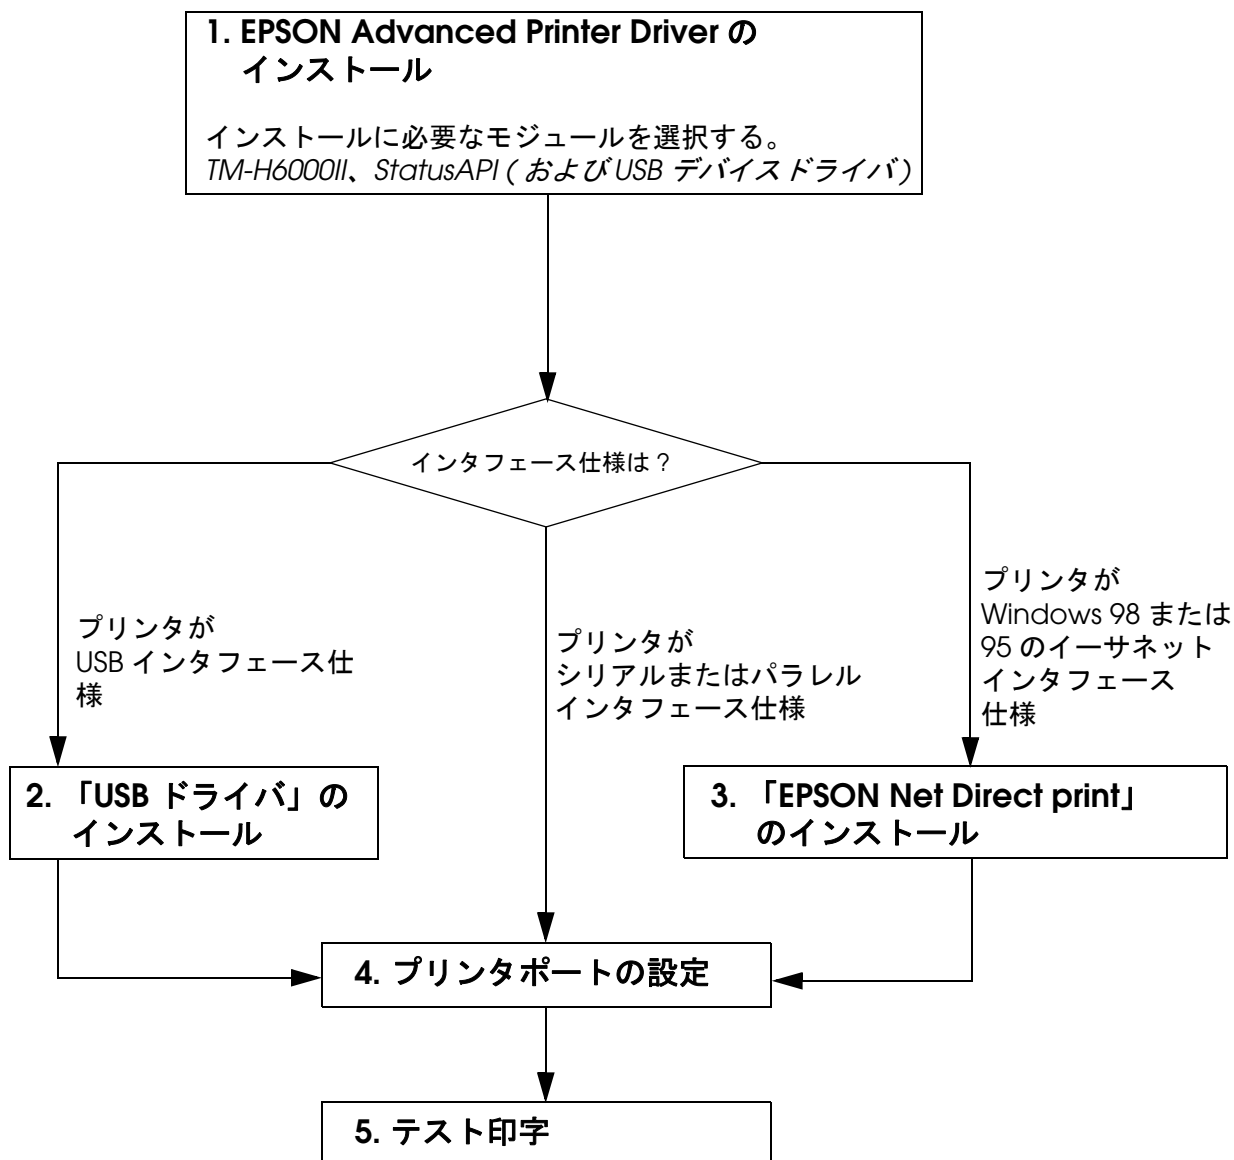 1. EPSON Advanced Printer Driver の
インストール
インストールに必要なモジュールを選択する。
TM-H6000II、StatusAPI ( および USB デバイスドライバ )
インタフェース仕様は?
プリンタが
USB インタフェース仕
様
プリンタが
シリアルまたはパラレル
インタフェース仕様
プリンタが
Windows 98 または
95 のイーサネット
インタフェース
仕様
2. 「USB ドライバ」の
インストール
3. 「EPSON Net Direct print」
のインストール
4. プリンタポートの設定
5. テスト印字